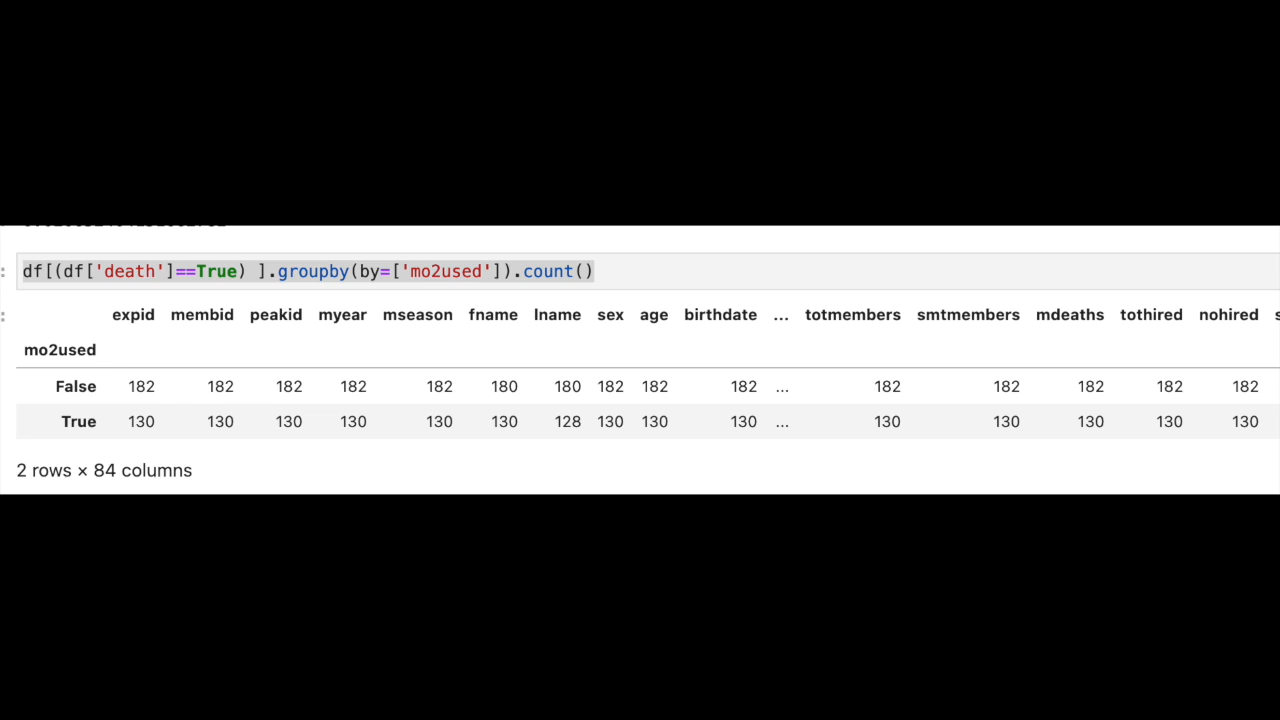 df[(df['death']==True) ].groupby(by=['mo2used']).count()
expid membid peakid myear mseason fname lname sex age birthdate ... totmembers smtmembers mdeaths tothired nohired
mo2used
False 182 182 182 182 182 180 180 182 182 182 ... 182 182 182 182 182
True 130 130 130 130 130 130 128 130 130 130 ... 130 130 130 130 130
2 rows × 84 columns